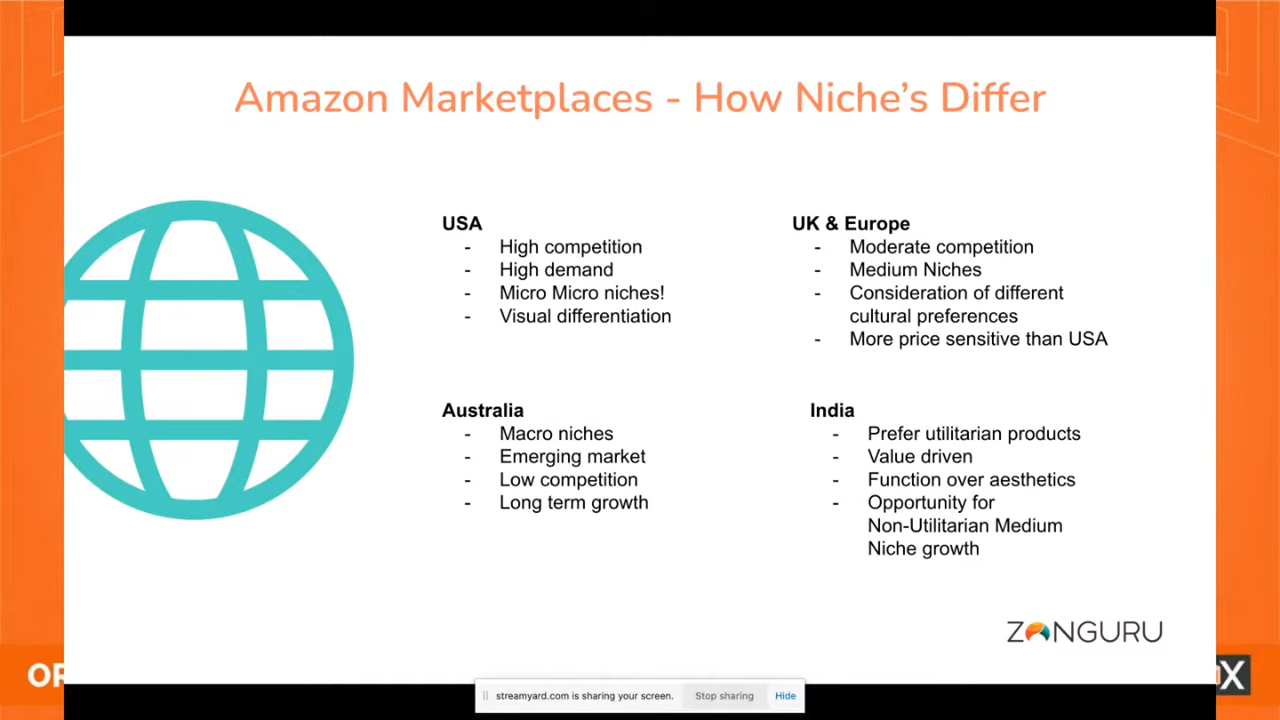 Amazon Marketplaces - How Niche's Differ
USA
- High competition
- High demand
- Micro Micro niches!
- Visual differentiation
UK & Europe
- Moderate competition
- Medium Niches
- Consideration of different
cultural preferences
- More price sensitive than USA
Australia
- Macro niches
- Emerging market
- Low competition
- Long term growth
India
- Prefer utilitarian products
- Value driven
- Function over aesthetics
- Opportunity for
Non-Utilitarian Medium
Niche growth
ZONGURU
streamyard.com is sharing your screen. Stop sharing Hide